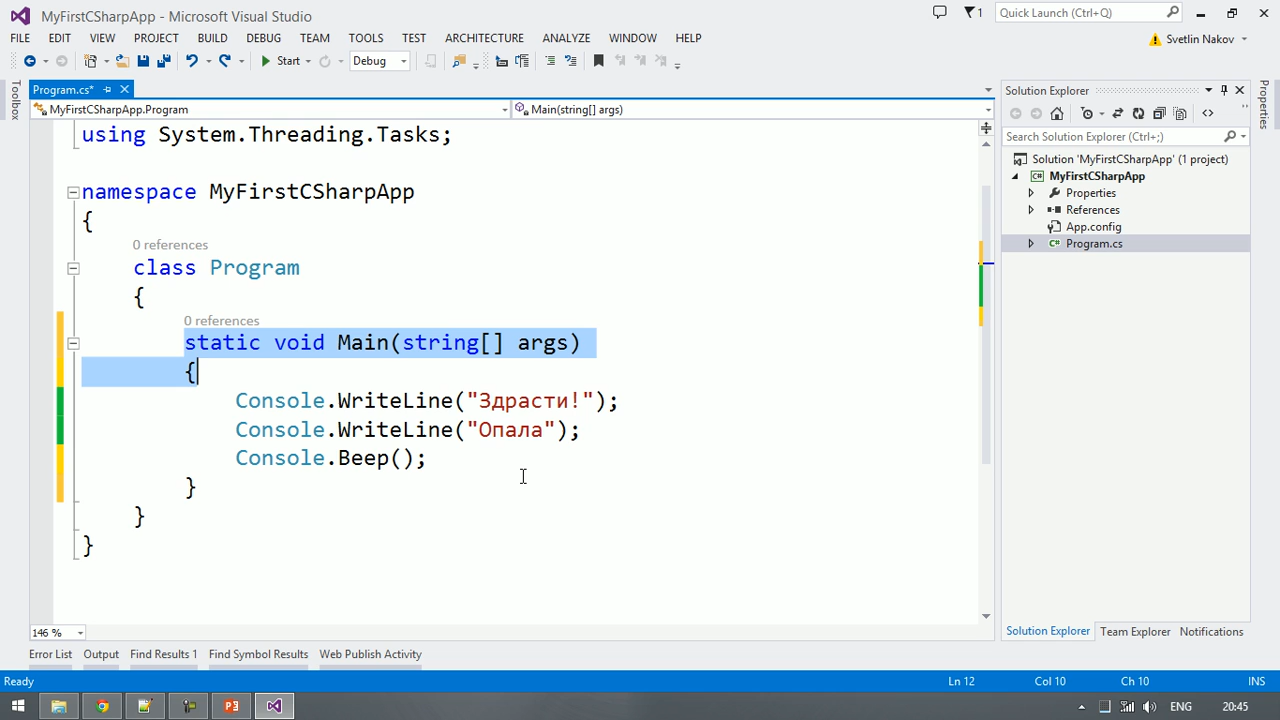 MyFirstCSharpApp - Microsoft Visual Studio
1
Quick Launch (Ctrl+Q)
FILE EDIT VIEW PROJECT BUILD DEBUG TEAM TOOLS TEST ARCHITECTURE ANALYZE WINDOW HELP
Svetlin Nakov
Start Debug
Toolbox
Program.cs*
Solution Explorer
Properties
MyFirstCSharpApp.Program
Main(string[] args)
Search Solution Explorer (Ctrl+;)
using System.Threading.Tasks;
namespace MyFirstCSharpApp
{
0 references
class Program
{
0 references
static void Main(string[] args)
{
Console.WriteLine("Здрасти!");
Console.WriteLine("Опала");
Console.Beep();
}
}
}
Solution 'MyFirstCSharpApp' (1 project)
MyFirstCSharpApp
Properties
References
App.config
Program.cs
146 %
Solution Explorer Team Explorer Notifications
Error List Output Find Results 1 Find Symbol Results Web Publish Activity
Ready
Ln 12 Col 10 Ch 10 INS
ENG 20:45